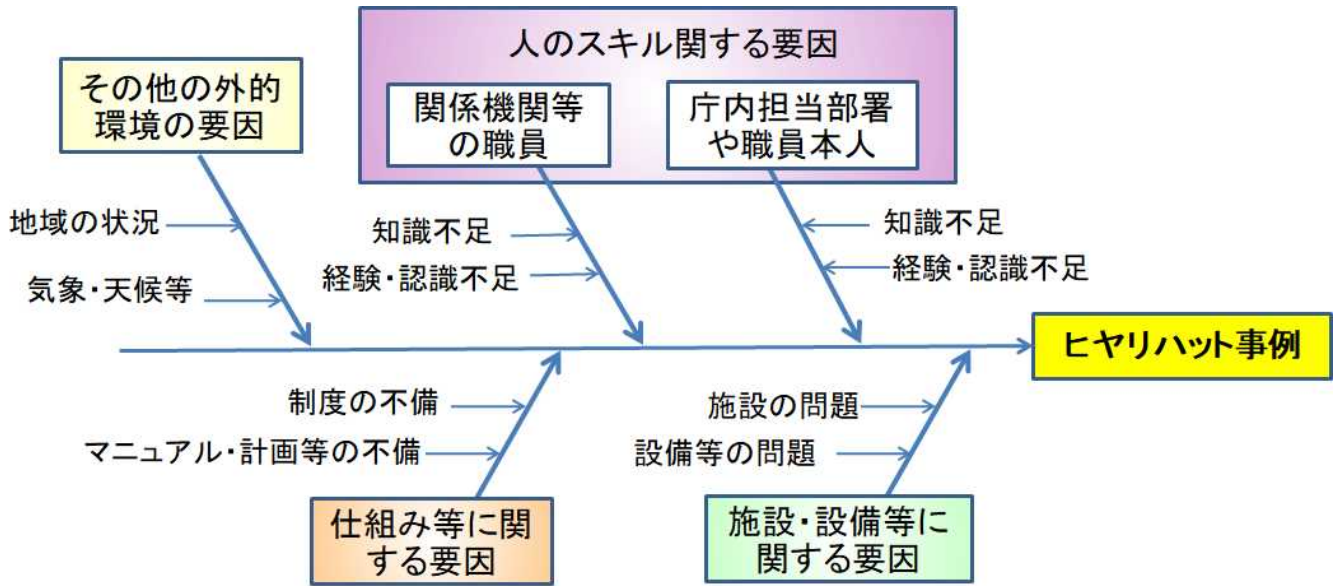 人のスキル関する要因
その他の外的
環境の要因
関係機関等
の職員
庁内担当部署
や職員本人
地域の状況
気象・天候等
知識不足
経験・認識不足
知識不足
経験・認識不足
ヒヤリハット事例
制度の不備
マニュアル・計画等の不備
施設の問題
設備等の問題
仕組み等に関
する要因
施設・設備等に
関する要因